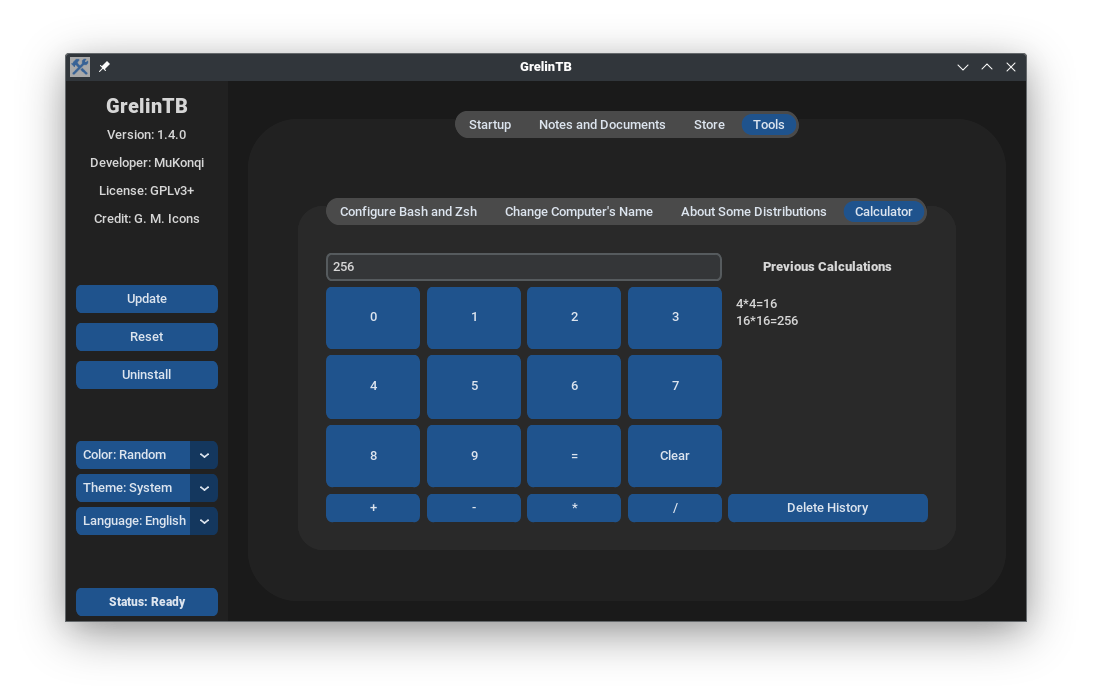 GrelinTB
GrelinTB
Version: 1.4.0
Developer: MuKonqi
License: GPLv3+
Credit: G. M. Icons
Update
Reset
Uninstall
Color: Random
Theme: System
Language: English
Status: Ready
Startup Notes and Documents Store Tools
Configure Bash and Zsh Change Computer's Name About Some Distributions Calculator
256
0 1 2 3
4 5 6 7
8 9 = Clear
+ - * /
Previous Calculations
4*4=16
16*16=256
Delete History